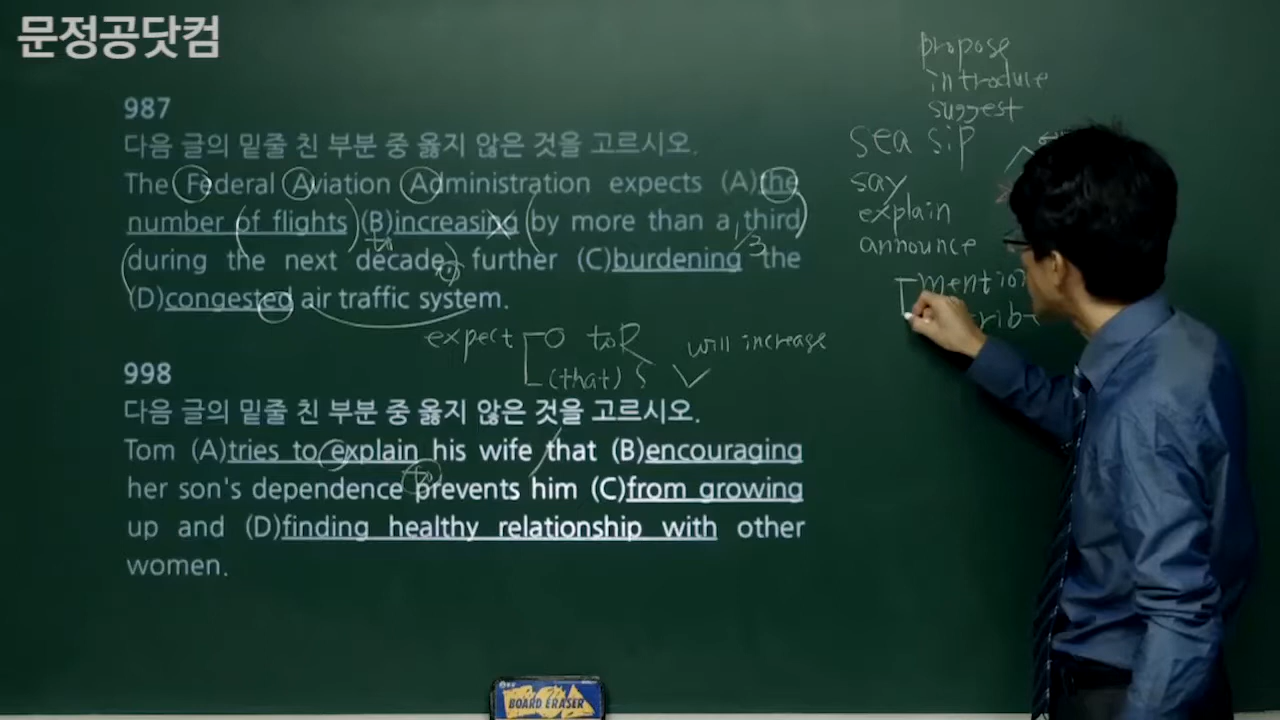 문정공닷컴
987
다음 글의 밑줄 친 부분 중 옳지 않은 것을 고르시오.
The Federal Aviation Administration expects (A)the
number of flights (B)increasing by more than a third
to
1/3
during the next decade, further (C)burdening the
(D)congested air traffic system.
expect O to R will increase
(that) S V
998
다음 글의 밑줄 친 부분 중 옳지 않은 것을 고르시오.
Tom (A)tries to explain his wife that (B)encouraging
to
her son's dependence prevents him (C)from growing
up and (D)finding healthy relationship with other
women.
propose
introduce
suggest
sea sip
say
explain
announce
BOARD ERASER